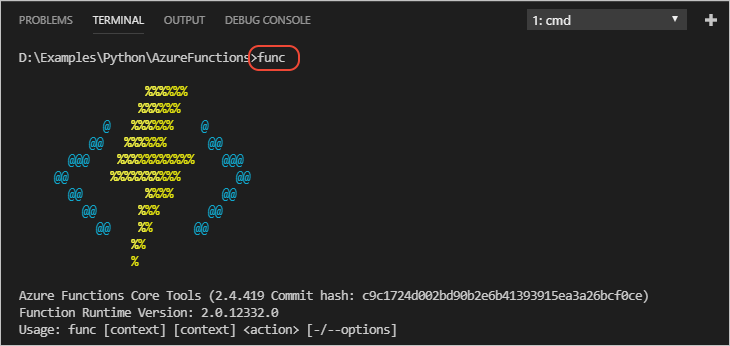 PROBLEMS TERMINAL OUTPUT DEBUG CONSOLE 1: cmd
D:\Examples\Python\AzureFunctions>func
%%%%%%
%%%%%%
@ %%%%%% @
@@ %%%%%% @@
@@@ %%%%%%%%%%% @@@
@@ %%%%%%%%%% @@
@@ %%%% @@
@@ %%% @@
@@ %% @@
%%
%
Azure Functions Core Tools (2.4.419 Commit hash: c9c1724d002bd90b2e6b41393915ea3a26bcf0ce)
Function Runtime Version: 2.0.12332.0
Usage: func [context] [context] <action> [-/--options]